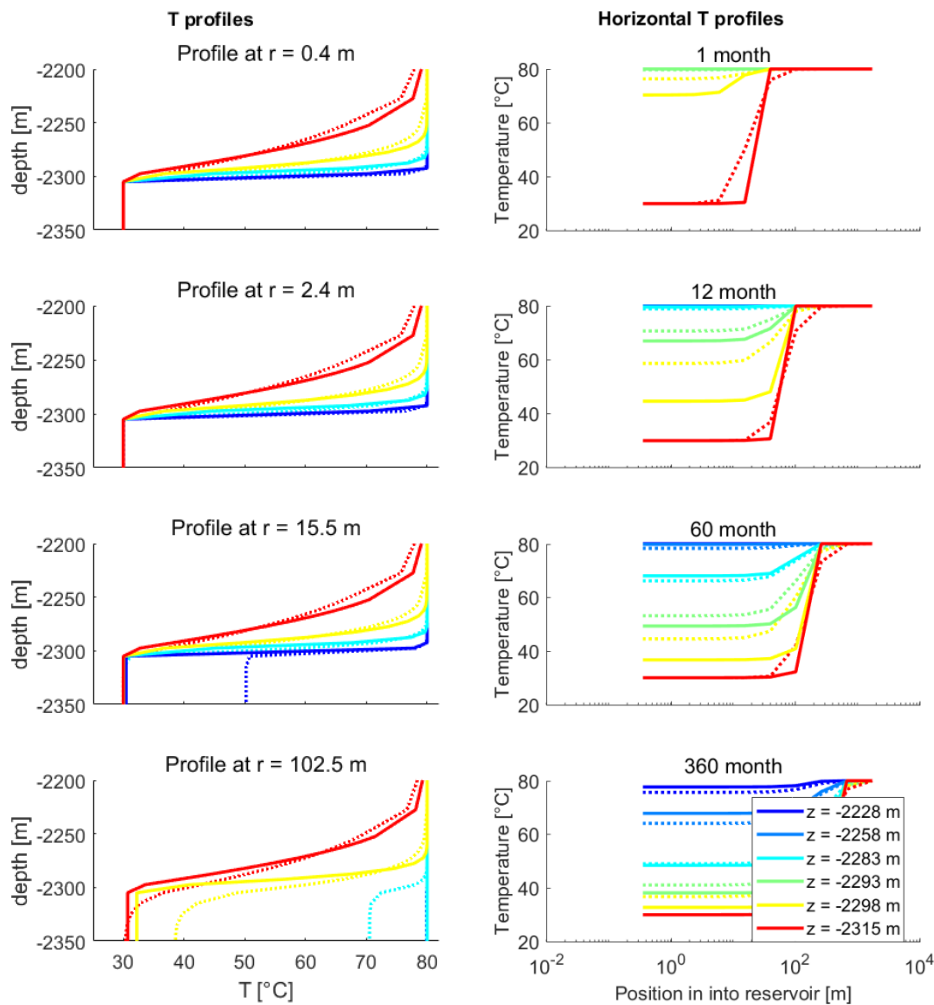 T profiles
Horizontal T profiles
Profile at r = 0.4 m
-2200
-2250
-2300
-2350
depth [m]
1 month
80
60
40
20
Temperature [°C]
Profile at r = 2.4 m
-2200
-2250
-2300
-2350
depth [m]
12 month
80
60
40
20
Temperature [°C]
Profile at r = 15.5 m
-2200
-2250
-2300
-2350
depth [m]
60 month
80
60
40
20
Temperature [°C]
Profile at r = 102.5 m
-2200
-2250
-2300
-2350
depth [m]
30 40 50 60 70 80
T [°C]
360 month
80
60
40
20
Temperature [°C]
z = -2228 m
z = -2258 m
z = -2283 m
z = -2293 m
z = -2298 m
z = -2315 m
10^-2 10^0 10^2 10^4
Position in into reservoir [m]